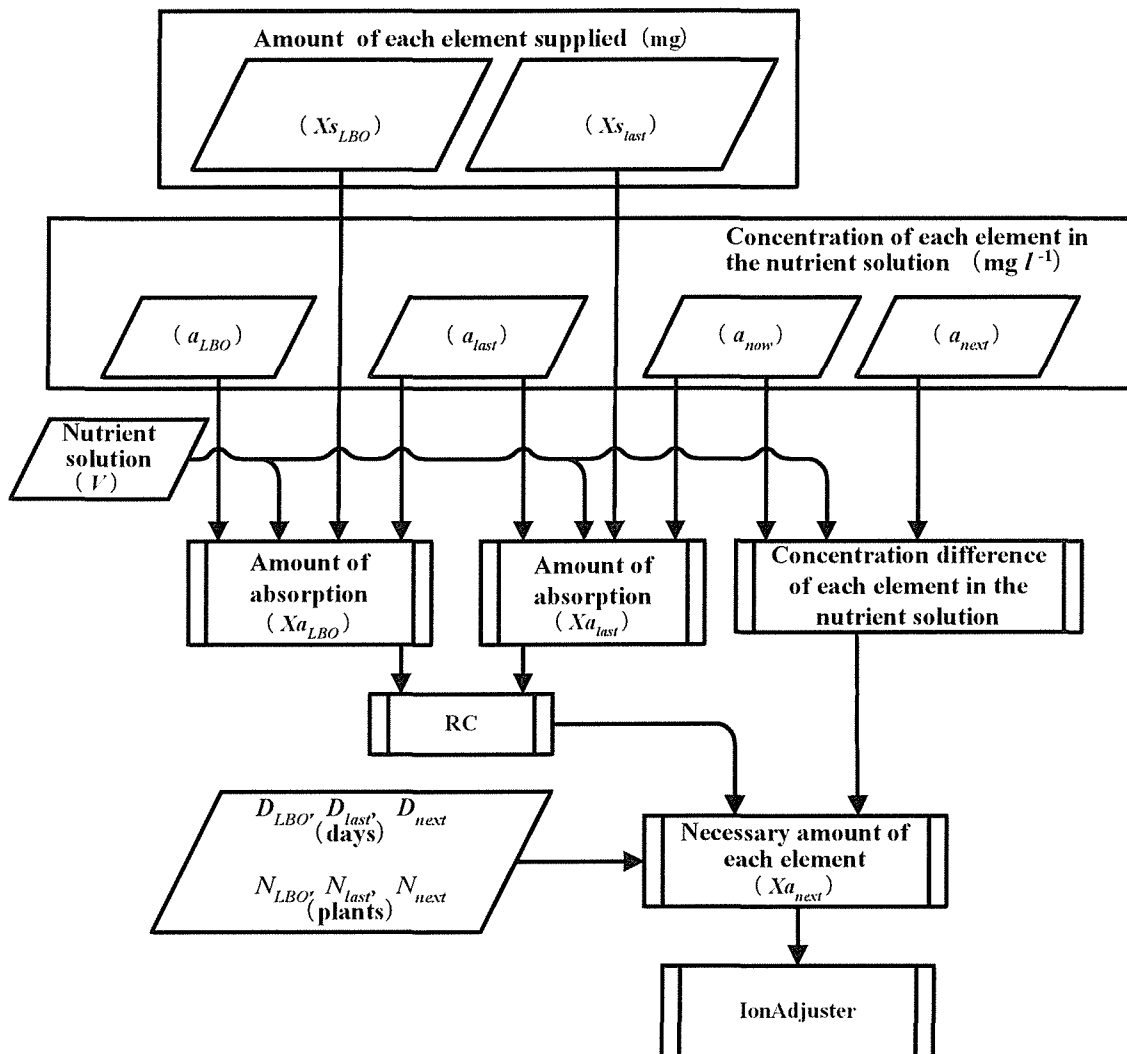 Amount of each element supplied (mg)
(Xs_LBO) (Xs_last)
Concentration of each element in
the nutrient solution (mg l⁻¹)
(a_LBO) (a_last) (a_now) (a_next)
Nutrient
solution
(V)
Amount of
absorption
(Xa_LBO)
Amount of
absorption
(Xa_last)
Concentration difference
of each element in the
nutrient solution
RC
D_LBO, D_last, D_next
(days)
N_LBO, N_last, N_next
(plants)
Necessary amount of
each element
(Xa_next)
IonAdjuster